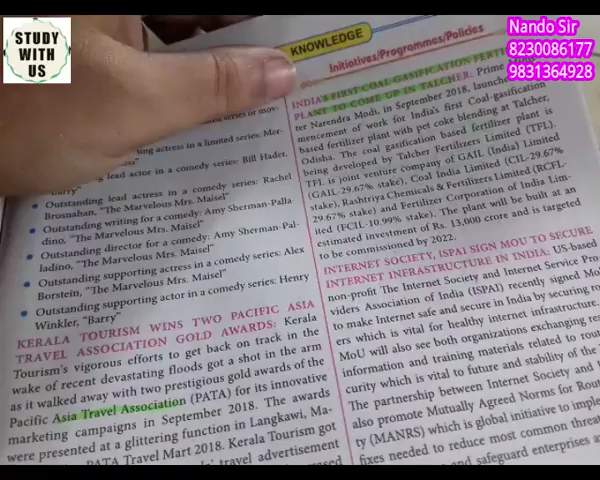 STUDY
WITH
US
Nando Sir
8230086177
9831364928
KNOWLEDGE
Initiatives/Programmes/Policies
series or mov-
actress in a limited series: Mer-
lead actor in a comedy series: Bill Hader,
"Barry"
Outstanding lead actress in a comedy series: Rachel
Brosnahan, "The Marvelous Mrs. Maisel"
Outstanding writing for a comedy: Amy Sherman-Palla
dino, "The Marvelous Mrs. Maisel"
Outstanding director for a comedy: Amy Sherman-Pal-
ladino, "The Marvelous Mrs. Maisel"
Outstanding supporting actress in a comedy series: Alex
Borstein, "The Marvelous Mrs. Maisel"
Outstanding supporting actor in a comedy series: Henry
Winkler, "Barry"
KERALA TOURISM WINS TWO PACIFIC ASIA
TRAVEL ASSOCIATION GOLD AWARDS: Kerala
Tourism's vigorous efforts to get back on track in the
wake of recent devastating floods got a shot in the arm
as it walked away with two prestigious gold awards of the
Pacific Asia Travel Association (PATA) for its innovative
marketing campaigns in September 2018. The awards
were presented at a glittering function in Langkawi, Ma-
PATA Travel Mart 2018. Kerala Tourism got
travel advertisement
INDIA'S FIRST COAL-GASIFICATION
PLANT TO COME UP IN TALCHER: Prime
ter Narendra Modi, in September 2018, launched
mencement of work for India's first Coal-gasification
based fertilizer plant with pet coke blending at Talcher,
Odisha. The coal gasification based fertilizer plant is
being developed by Talcher Fertilizers Limited (TFL).
TFL is joint venture company of GAIL (India) Limited
(GAIL-29.67% stake), Coal India Limited (CIL-29.67%
stake), Rashtriya Chemicals & Fertilizers Limited (RCFL-
29.67% stake) and Fertilizer Corporation of India Lim-
ited (FCIL-10.99% stake). The plant will be built at an
estimated investment of Rs. 13,000 crore and is targeted
to be commissioned by 2022.
INTERNET SOCIETY, ISPAI SIGN MOU TO SECURE
INTERNET INFRASTRUCTURE IN INDIA: US-based
non-profit The Internet Society and Internet Service Pro-
viders Association of India (ISPAI) recently signed Mo
to make Internet safe and secure in India by securing ro
ers which is vital for healthy internet infrastructure.
MoU will also see both organizations exchanging res
information and training materials related to rout
curity which is vital to future and stability of the
The partnership between Internet Society and I
also promote Mutually Agreed Norms for Rout
ty (MANRS) which is global initiative to imple
fixes needed to reduce most common threat
and safeguard enterprises a